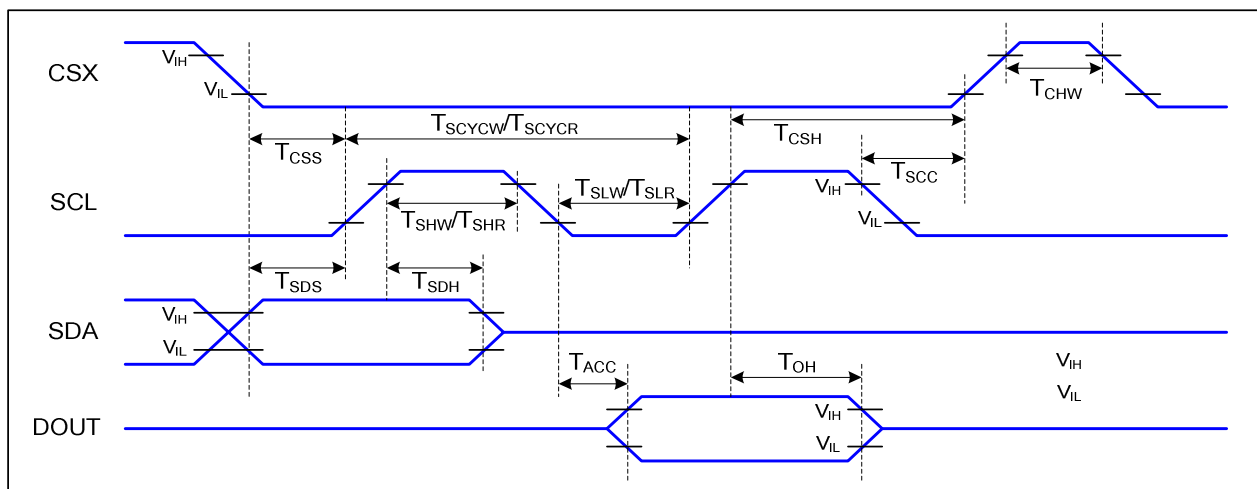 CSX
VIH
VIL
TCHW
TCSS
TSCYCW/TSCYCR
TCSH
TSCC
SCL
TSHW/TSHR
TSLW/TSLR
VIH
VIL
TSDS
TSDH
SDA
VIH
VIL
TACC
TOH
VIH
VIL
DOUT
VIH
VIL